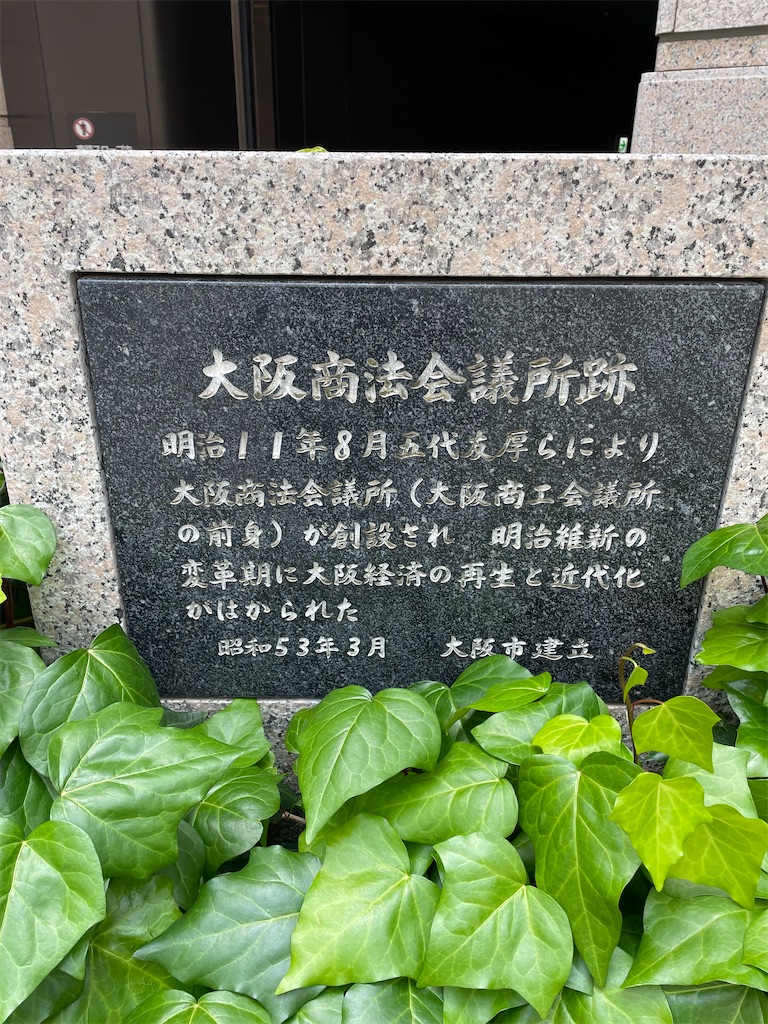 大阪商法会議所跡
明治11年8月五代友厚らにより
大阪商法会議所（大阪商工会議所
の前身）が創設され　明治維新の
変革期に大阪経済の再生と近代化
がはかられた
昭和53年3月　　大阪市建立